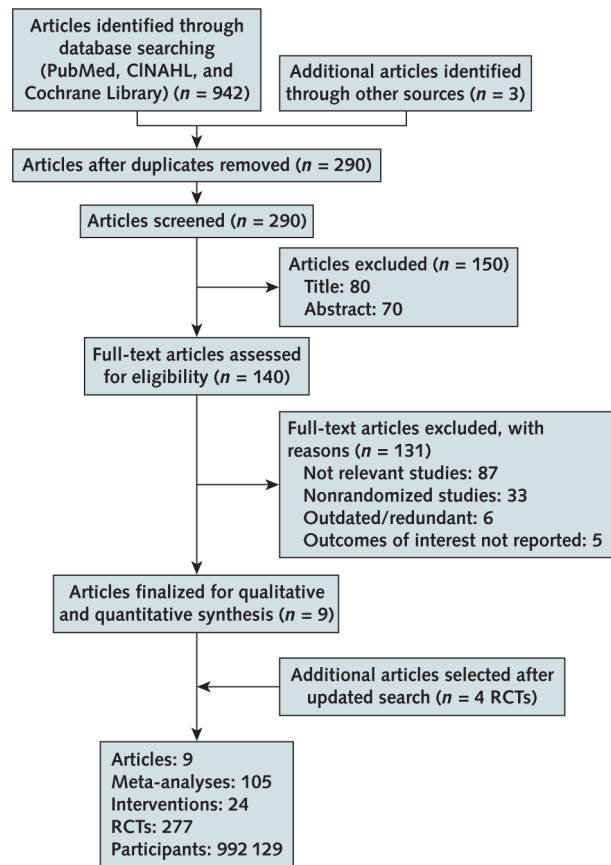 Articles identified through
database searching
(PubMed, CINAHL, and
Cochrane Library) (n = 942)
Additional articles identified
through other sources (n = 3)
Articles after duplicates removed (n = 290)
Articles screened (n = 290)
Articles excluded (n = 150)
Title: 80
Abstract: 70
Full-text articles assessed
for eligibility (n = 140)
Full-text articles excluded, with
reasons (n = 131)
Not relevant studies: 87
Nonrandomized studies: 33
Outdated/redundant: 6
Outcomes of interest not reported: 5
Articles finalized for qualitative
and quantitative synthesis (n = 9)
Additional articles selected after
updated search (n = 4 RCTs)
Articles: 9
Meta-analyses: 105
Interventions: 24
RCTs: 277
Participants: 992 129